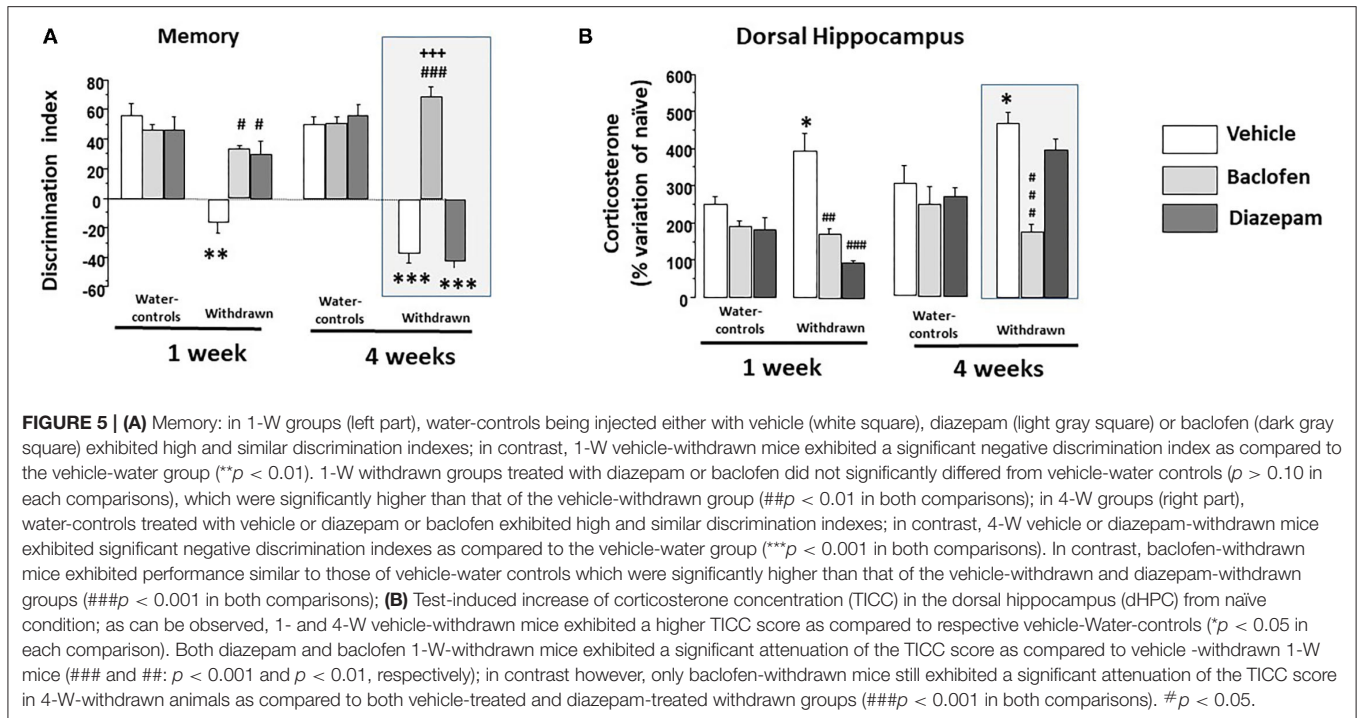 A
Memory
Discrimination index
80
60
40
20
0
-20
-40
-60
**
# #
***
+++
###
***
Water-controls
Withdrawn
Water-controls
Withdrawn
1 week
4 weeks
B
Dorsal Hippocampus
Corticosterone
(% variation of naïve)
600
500
400
300
200
100
0
*
##
###
*
#
#
#
Water-controls
Withdrawn
Water-controls
Withdrawn
1 week
4 weeks
Vehicle
Baclofen
Diazepam
FIGURE 5 | (A) Memory: in 1-W groups (left part), water-controls being injected either with vehicle (white square), diazepam (light gray square) or baclofen (dark gray
square) exhibited high and similar discrimination indexes; in contrast, 1-W vehicle-withdrawn mice exhibited a significant negative discrimination index as compared to
the vehicle-water group (**p < 0.01). 1-W withdrawn groups treated with diazepam or baclofen did not significantly differed from vehicle-water controls (p > 0.10 in
each comparisons), which were significantly higher than that of the vehicle-withdrawn group (##p < 0.01 in both comparisons); in 4-W groups (right part),
water-controls treated with vehicle or diazepam or baclofen exhibited high and similar discrimination indexes; in contrast, 4-W vehicle or diazepam-withdrawn mice
exhibited significant negative discrimination indexes as compared to the vehicle-water group (***p < 0.001 in both comparisons). In contrast, baclofen-withdrawn
mice exhibited performance similar to those of vehicle-water controls which were significantly higher than that of the vehicle-withdrawn and diazepam-withdrawn
groups (###p < 0.001 in both comparisons); (B) Test-induced increase of corticosterone concentration (TICC) in the dorsal hippocampus (dHPC) from naïve
condition; as can be observed, 1- and 4-W vehicle-withdrawn mice exhibited a higher TICC score as compared to respective vehicle-Water-controls (*p < 0.05 in
each comparison). Both diazepam and baclofen 1-W-withdrawn mice exhibited a significant attenuation of the TICC score as compared to vehicle -withdrawn 1-W
mice (### and ##: p < 0.001 and p < 0.01, respectively); in contrast however, only baclofen-withdrawn mice still exhibited a significant attenuation of the TICC score
in 4-W-withdrawn animals as compared to both vehicle-treated and diazepam-treated withdrawn groups (###p < 0.001 in both comparisons). #p < 0.05.